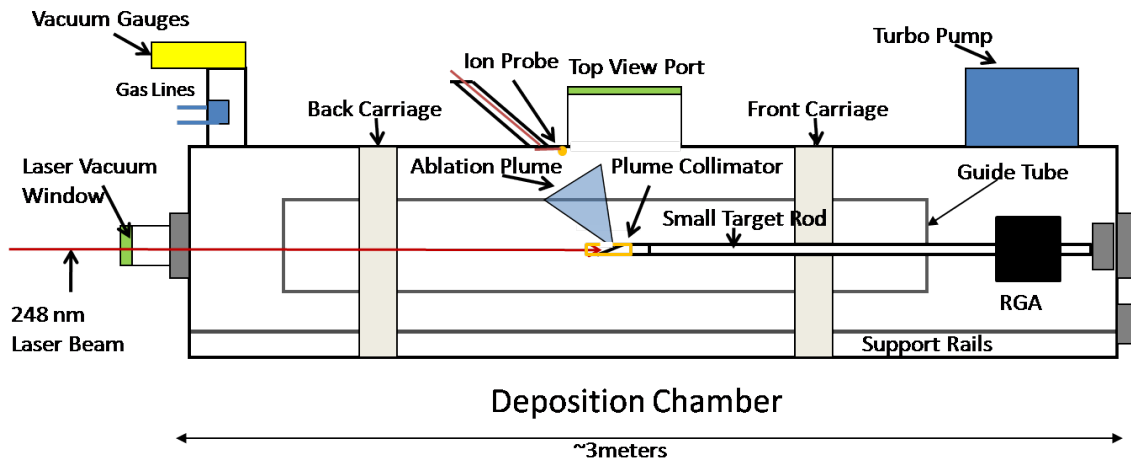 Vacuum Gauges
Gas Lines
Ion Probe
Top View Port
Turbo Pump
Back Carriage
Front Carriage
Laser Vacuum
Window
Ablation Plume
Plume Collimator
Guide Tube
Small Target Rod
248 nm
Laser Beam
RGA
Support Rails
Deposition Chamber
~3meters